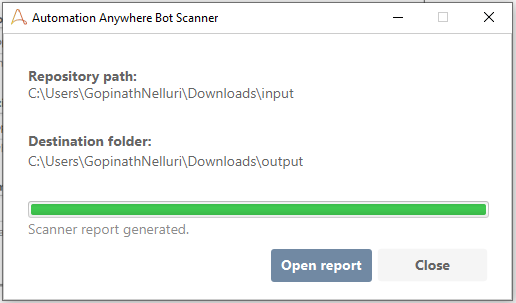 Automation Anywhere Bot Scanner
Repository path:
C:\Users\GopinathNelluri\Downloads\input
Destination folder:
C:\Users\GopinathNelluri\Downloads\output
Scanner report generated.
Open report
Close